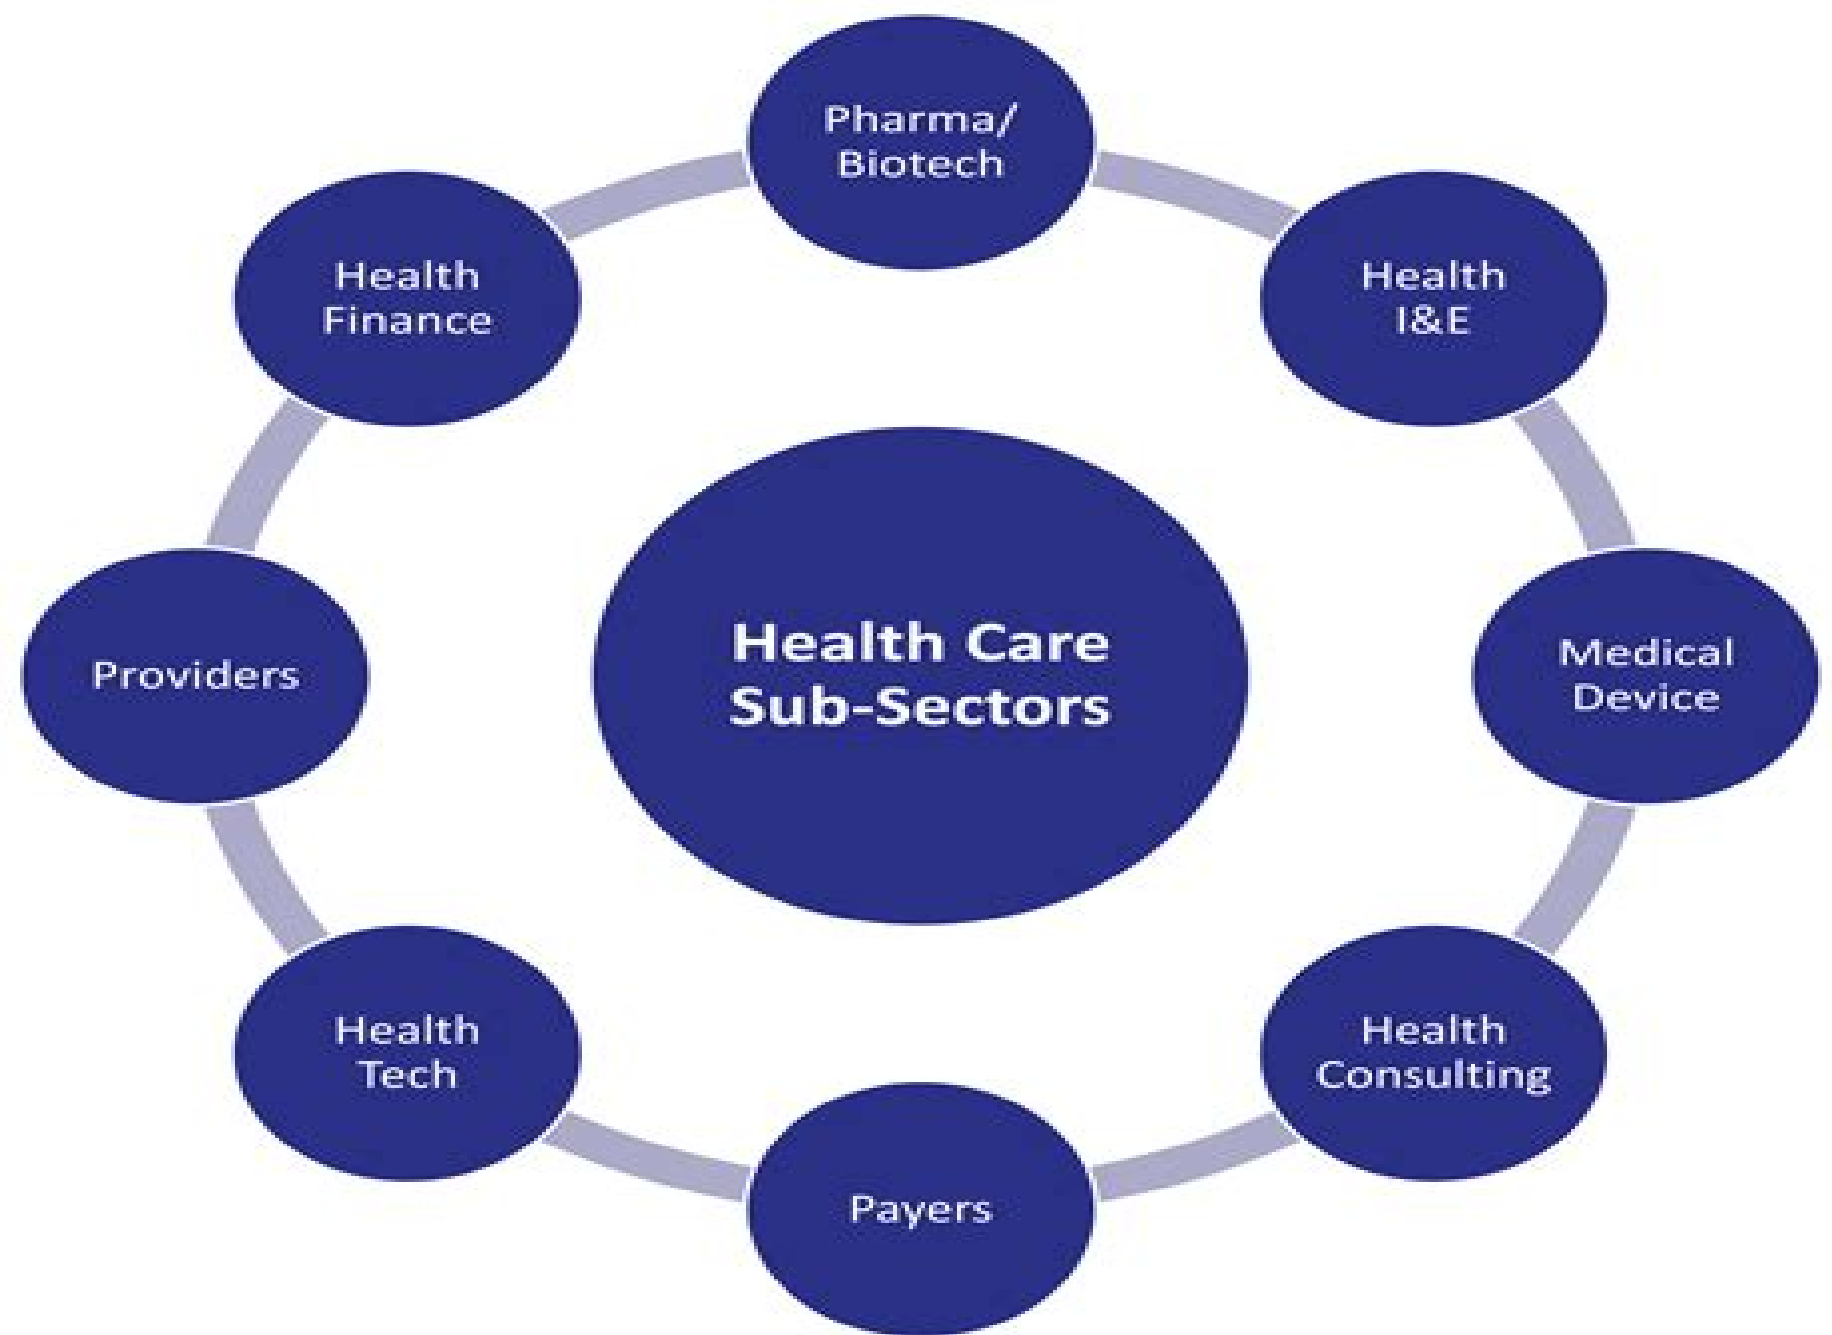 Pharma/
Biotech
Health
I&E
Medical
Device
Health
Consulting
Payers
Health
Tech
Providers
Health
Finance
Health Care
Sub-Sectors